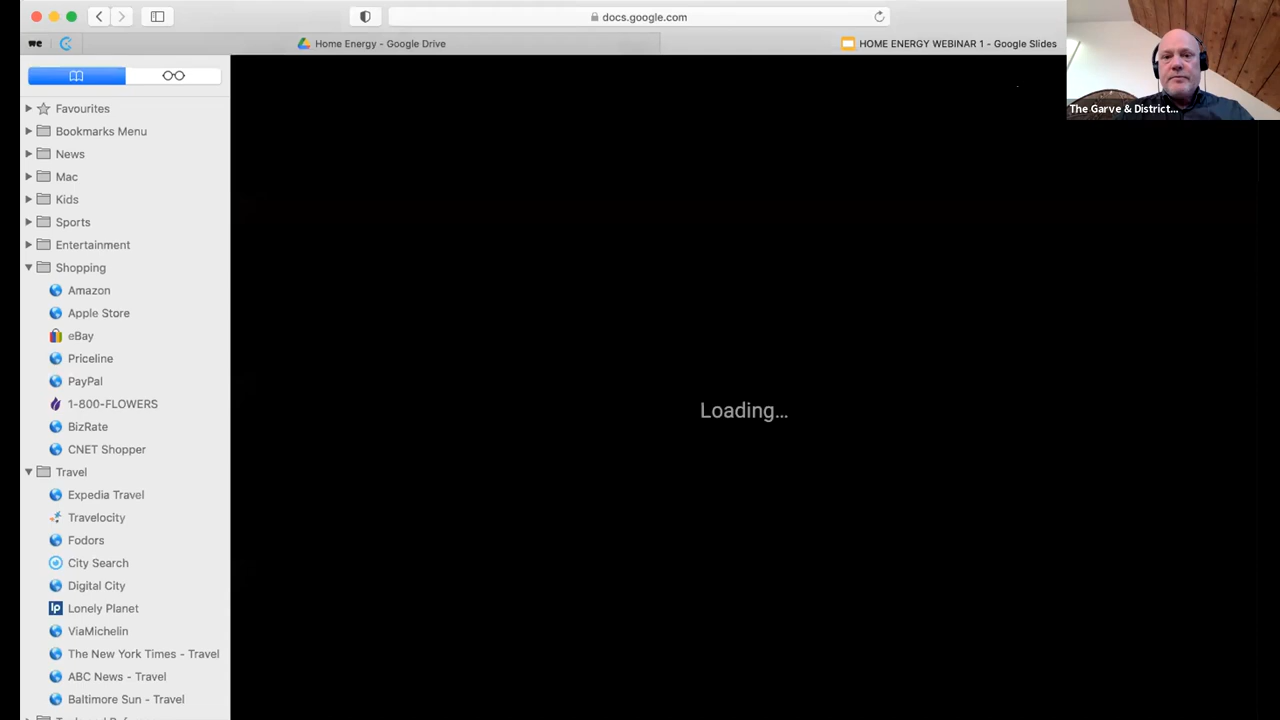 docs.google.com
we
Home Energy - Google Drive
HOME ENERGY WEBINAR 1 - Google Slides
The Garve & District...
Favourites
Bookmarks Menu
News
Mac
Kids
Sports
Entertainment
Shopping
Amazon
Apple Store
eBay
Priceline
PayPal
1-800-FLOWERS
BizRate
CNET Shopper
Travel
Expedia Travel
Travelocity
Fodors
City Search
Digital City
lp Lonely Planet
ViaMichelin
The New York Times - Travel
ABC News - Travel
Baltimore Sun - Travel
Loading...